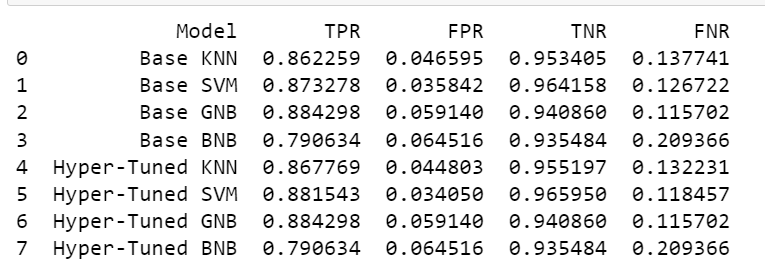 Model TPR FPR TNR FNR
0 Base KNN 0.862259 0.046595 0.953405 0.137741
1 Base SVM 0.873278 0.035842 0.964158 0.126722
2 Base GNB 0.884298 0.059140 0.940860 0.115702
3 Base BNB 0.790634 0.064516 0.935484 0.209366
4 Hyper-Tuned KNN 0.867769 0.044803 0.955197 0.132231
5 Hyper-Tuned SVM 0.881543 0.034050 0.965950 0.118457
6 Hyper-Tuned GNB 0.884298 0.059140 0.940860 0.115702
7 Hyper-Tuned BNB 0.790634 0.064516 0.935484 0.209366